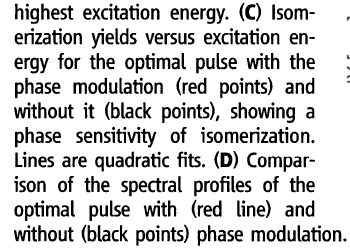 highest excitation energy. (C) Isom-
erization yields versus excitation en-
ergy for the optimal pulse with the
phase modulation (red points) and
without it (black points), showing a
phase sensitivity of isomerization.
Lines are quadratic fits. (D) Compar-
ison of the spectral profiles of the
optimal pulse with (red line) and
without (black points) phase modulation.